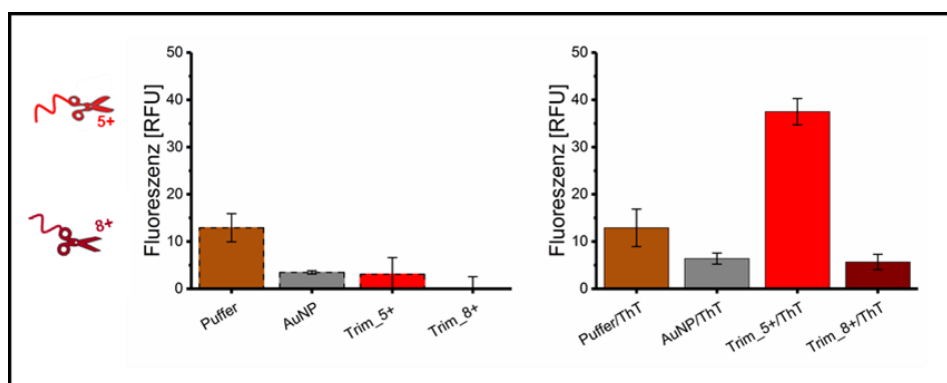 5+
8+
Fluoreszenz [RFU]
50
40
30
20
10
0
Puffer
AuNP
Trim_5+
Trim_8+
Fluoreszenz [RFU]
50
40
30
20
10
0
Puffer/ThT
AuNP/ThT
Trim_5+/ThT
Trim_8+/ThT